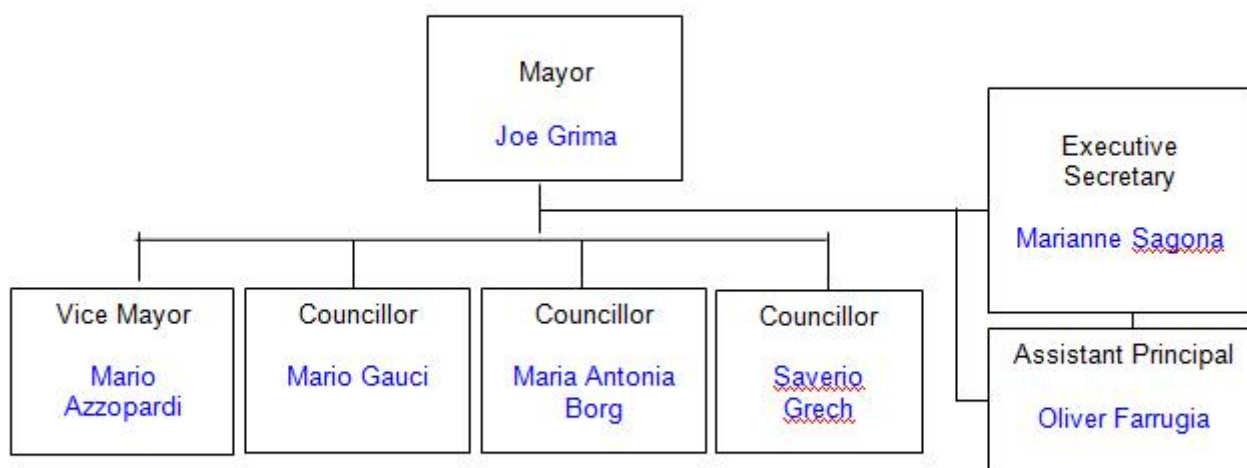 Mayor
Joe Grima
Executive
Secretary
Marianne Sagona
Vice Mayor
Mario
Azzopardi
Councillor
Mario Gauci
Councillor
Maria Antonia
Borg
Councillor
Saverio
Grech
Assistant Principal
Oliver Farrugia